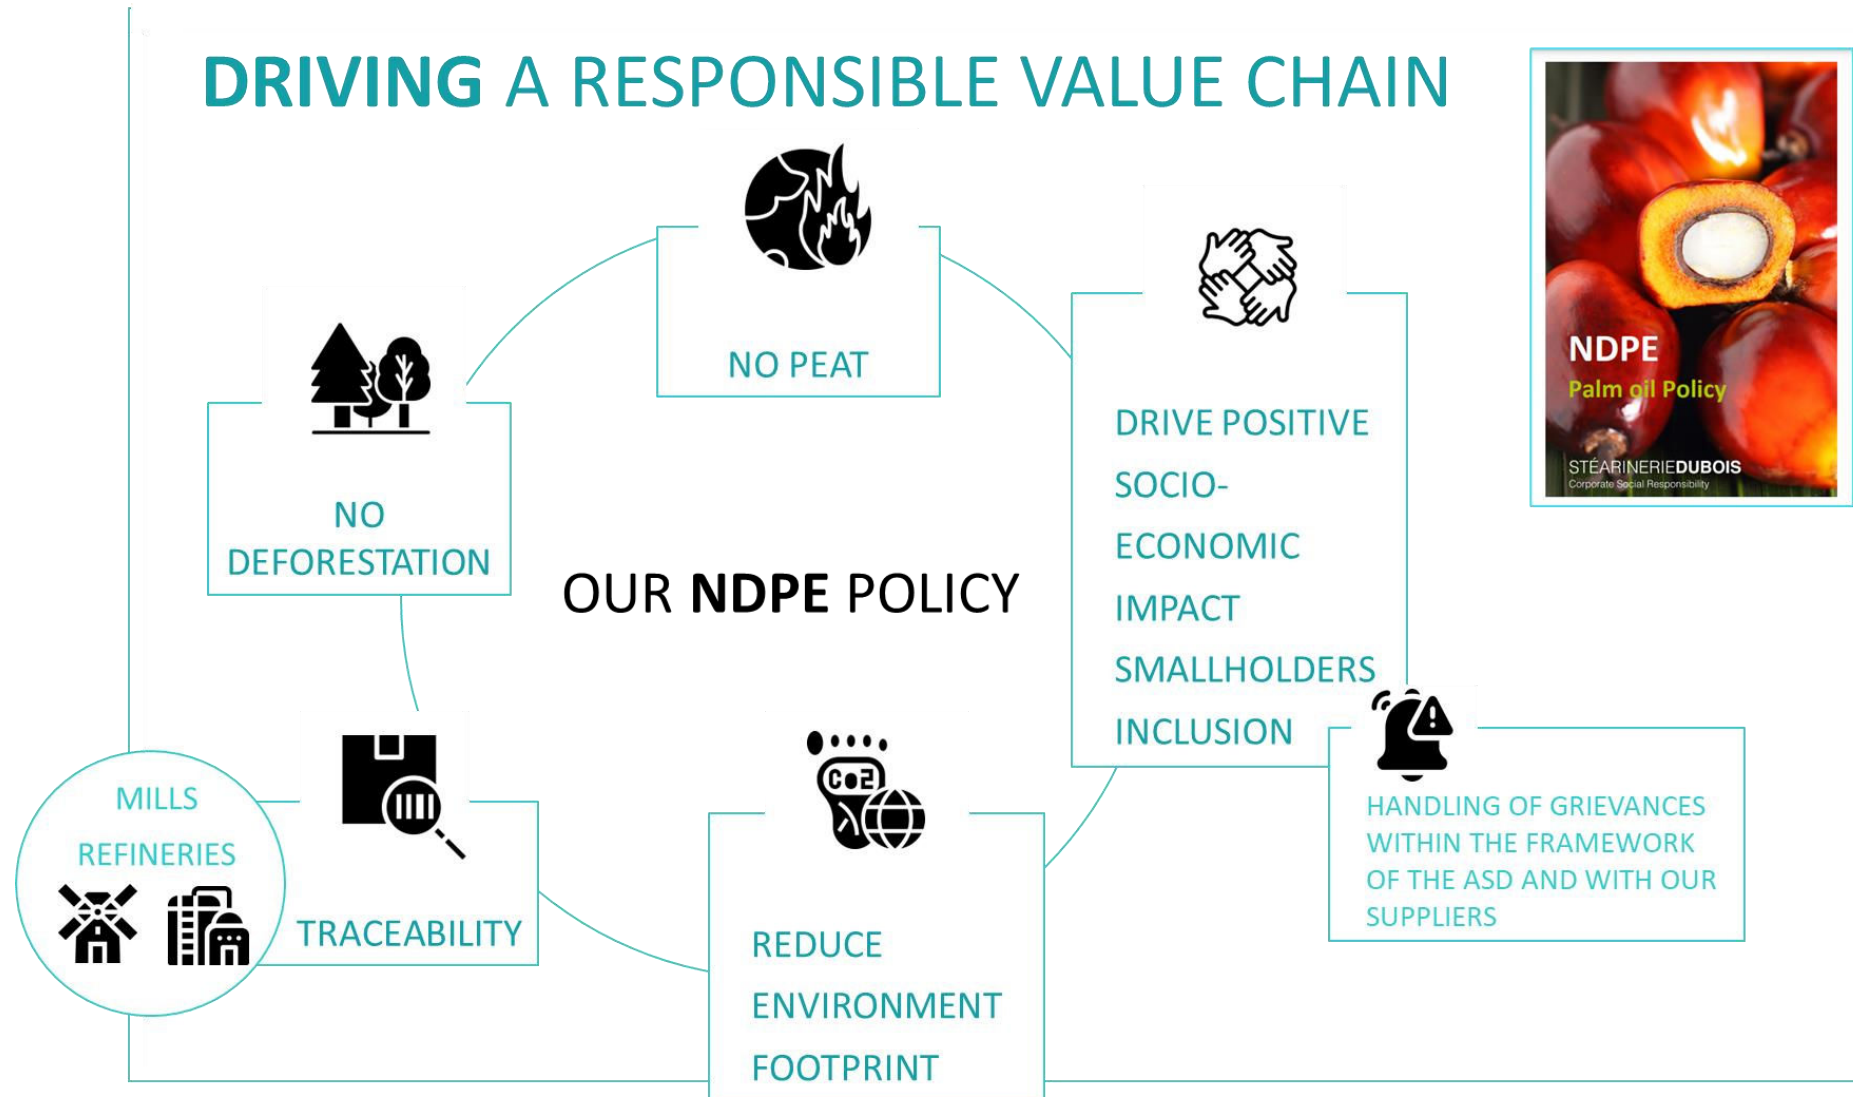 DRIVING A RESPONSIBLE VALUE CHAIN
NO PEAT
NO
DEFORESTATION
OUR NDPE POLICY
DRIVE POSITIVE
SOCIO-
ECONOMIC
IMPACT
SMALLHOLDERS
INCLUSION
NDPE
Palm oil Policy
STÉARINERIEDUBOIS
Corporate Social Responsibility
MILLS
REFINERIES
TRACEABILITY
CO2
REDUCE
ENVIRONMENT
FOOTPRINT
HANDLING OF GRIEVANCES
WITHIN THE FRAMEWORK
OF THE ASD AND WITH OUR
SUPPLIERS